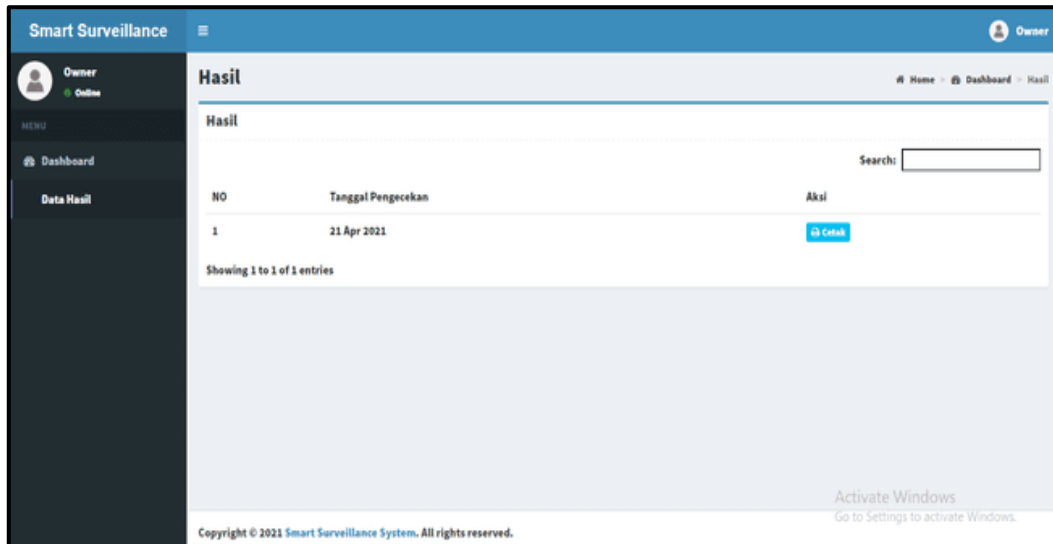 Smart Surveillance
Owner
Owner
Online
MENU
Dashboard
Data Hasil
Hasil
Home > Dashboard > Hasil
Hasil
Search:
NO Tanggal Pengecekan Aksi
1 21 Apr 2021 Cetak
Showing 1 to 1 of 1 entries
Activate Windows
Go to Settings to activate Windows.
Copyright © 2021 Smart Surveillance System. All rights reserved.